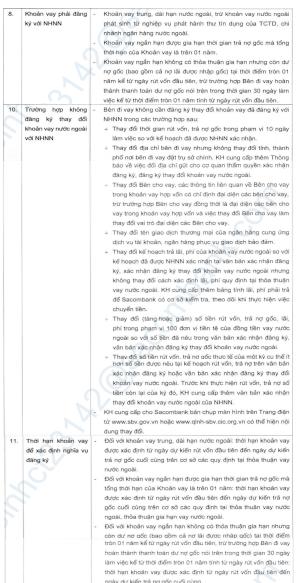 8. Khoản vay phải đăng ký với NHNN
- Khoản vay trung, dài hạn nước ngoài, trừ khoản vay nước ngoài
phát sinh từ nghiệp vụ phát hành thư tín dụng của TCTD, chi
nhánh ngân hàng nước ngoài.
- Khoản vay ngắn hạn được gia hạn thời gian trả nợ gốc mà tổng
thời hạn của Khoản vay là trên 01 năm.
- Khoản vay ngắn hạn không có thỏa thuận gia hạn nhưng còn dư
nợ gốc (bao gồm cả nợ lãi được nhập gốc) tại thời điểm tròn 01
năm kể từ ngày rút vốn đầu tiên, trừ trường hợp Bên đi vay hoàn
thành thanh toán dư nợ gốc nói trên trong thời gian 30 ngày làm
việc kể từ thời điểm tròn 01 năm tính từ ngày rút vốn đầu tiên.
10. Trường hợp không đăng ký thay đổi khoản vay nước ngoài với NHNN
- Bên đi vay không cần đăng ký thay đổi khoản vay đã đăng ký với
NHNN trong các trường hợp sau:
+ Thay đổi thời gian rút vốn, trả nợ gốc trong phạm vi 10 ngày
làm việc so với kế hoạch đã được NHNN xác nhận.
+ Thay đổi địa chỉ bên đi vay nhưng không thay đổi tỉnh, thành
phố nơi bên đi vay đặt trụ sở chính. KH cung cấp thêm Thông
báo về việc đổi địa chỉ gửi cho cơ quan thẩm quyền xác nhận
đăng ký, đăng ký thay đổi khoản vay nước ngoài.
+ Thay đổi Bên cho vay, các thông tin liên quan về Bên cho vay
trong khoản vay hợp vốn có chỉ định đại diện các bên cho vay,
trừ trường hợp Bên cho vay đồng thời là đại diện các bên cho
vay trong khoản vay hợp vốn và việc thay đổi Bên cho vay làm
thay đổi vai trò đại diện các Bên cho vay.
+ Thay đổi tên giao dịch thương mại của ngân hàng cung ứng
dịch vụ tài khoản, ngân hàng phục vụ giao dịch bảo đảm.
+ Thay đổi kế hoạch trả lãi, phí của khoản vay nước ngoài so với
kế hoạch đã được NHNN xác nhận tại văn bản xác nhận đăng
ký, xác nhận đăng ký thay đổi khoản vay nước ngoài nhưng
không thay đổi cách xác định lãi, phí quy định tại thỏa thuận
vay nước ngoài. KH cung cấp thêm bảng tính lãi, phí phải trả
để Sacombank có cơ sở kiểm tra, theo dõi khi thực hiện việc
chuyển tiền.
+ Thay đổi (tăng hoặc giảm) số tiền rút vốn, trả nợ gốc, lãi,
phí trong phạm vi 100 đơn vị tiền tệ của đồng tiền vay nước
ngoài so với số tiền đã nêu trong văn bản xác nhận đăng ký,
văn bản xác nhận đăng ký thay đổi khoản vay nước ngoài.
+ Thay đổi số tiền rút vốn, trả nợ gốc thực tế của một kỳ cụ thể ít
hơn số tiền được nêu tại kế hoạch rút vốn, trả nợ trên văn bản
xác nhận đăng ký hoặc văn bản xác nhận đăng ký thay đổi
khoản vay nước ngoài. Trước khi thực hiện rút vốn, trả nợ số
tiền còn lại của kỳ đó, KH cung cấp thêm văn bản xác nhận
thay đổi khoản vay nước ngoài của NHNN.
- KH cung cấp cho Sacombank bản chụp màn hình trên Trang điện
tử www.sbv.gov.vn hoặc www.qlnh-sbv.cic.org.vn có thể hiện nội
dung thay đổi.
11. Thời hạn khoản vay để xác định nghĩa vụ đăng ký
- Đối với khoản vay trung, dài hạn nước ngoài: thời hạn khoản vay
được xác định từ ngày dự kiến rút vốn đầu tiên đến ngày dự kiến
trả nợ gốc cuối cùng trên cơ sở các quy định tại thỏa thuận vay
nước ngoài.
- Đối với khoản vay ngắn hạn được gia hạn thời gian trả nợ gốc mà
tổng thời hạn của Khoản vay là trên 01 năm: thời hạn khoản vay
được xác định từ ngày rút vốn đầu tiên đến ngày dự kiến trả nợ
gốc cuối cùng trên cơ sở các quy định tại thỏa thuận vay nước
ngoài, thỏa thuận gia hạn vay nước ngoài.
- Đối với khoản vay ngắn hạn không có thỏa thuận gia hạn nhưng
còn dư nợ gốc (bao gồm cả nợ lãi được nhập gốc) tại thời điểm
tròn 01 năm kể từ ngày rút vốn đầu tiên, trừ trường hợp Bên đi vay
hoàn thành thanh toán dư nợ gốc nói trên trong thời gian 30 ngày
làm việc kể từ thời điểm tròn 01 năm tính từ ngày rút vốn đầu
tiên: thời hạn khoản vay được xác định từ ngày rút vốn đầu tiên đến
ngày dự kiến trả nợ gốc cuối cùng.